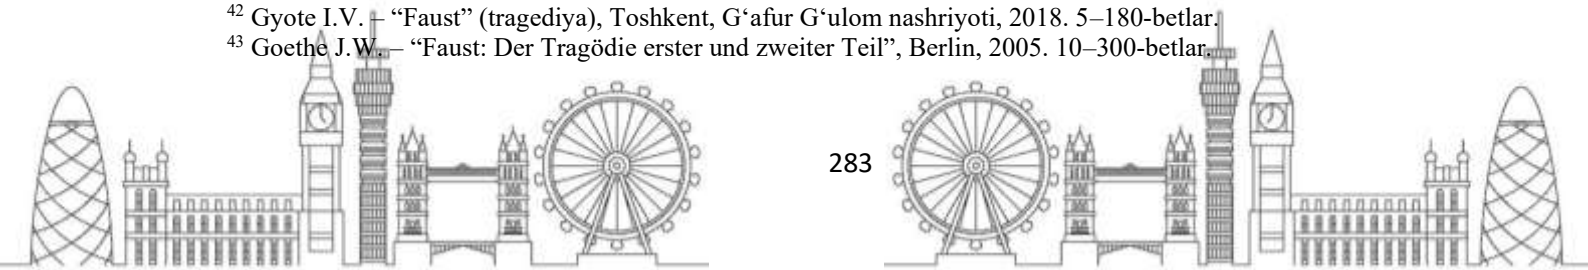 42 Gyote I.V. – “Faust” (tragediya), Toshkent, G‘afur G‘ulom nashriyoti, 2018. 5–180-betlar.
43 Goethe J.W. – “Faust: Der Tragödie erster und zweiter Teil”, Berlin, 2005. 10–300-betlar.
283